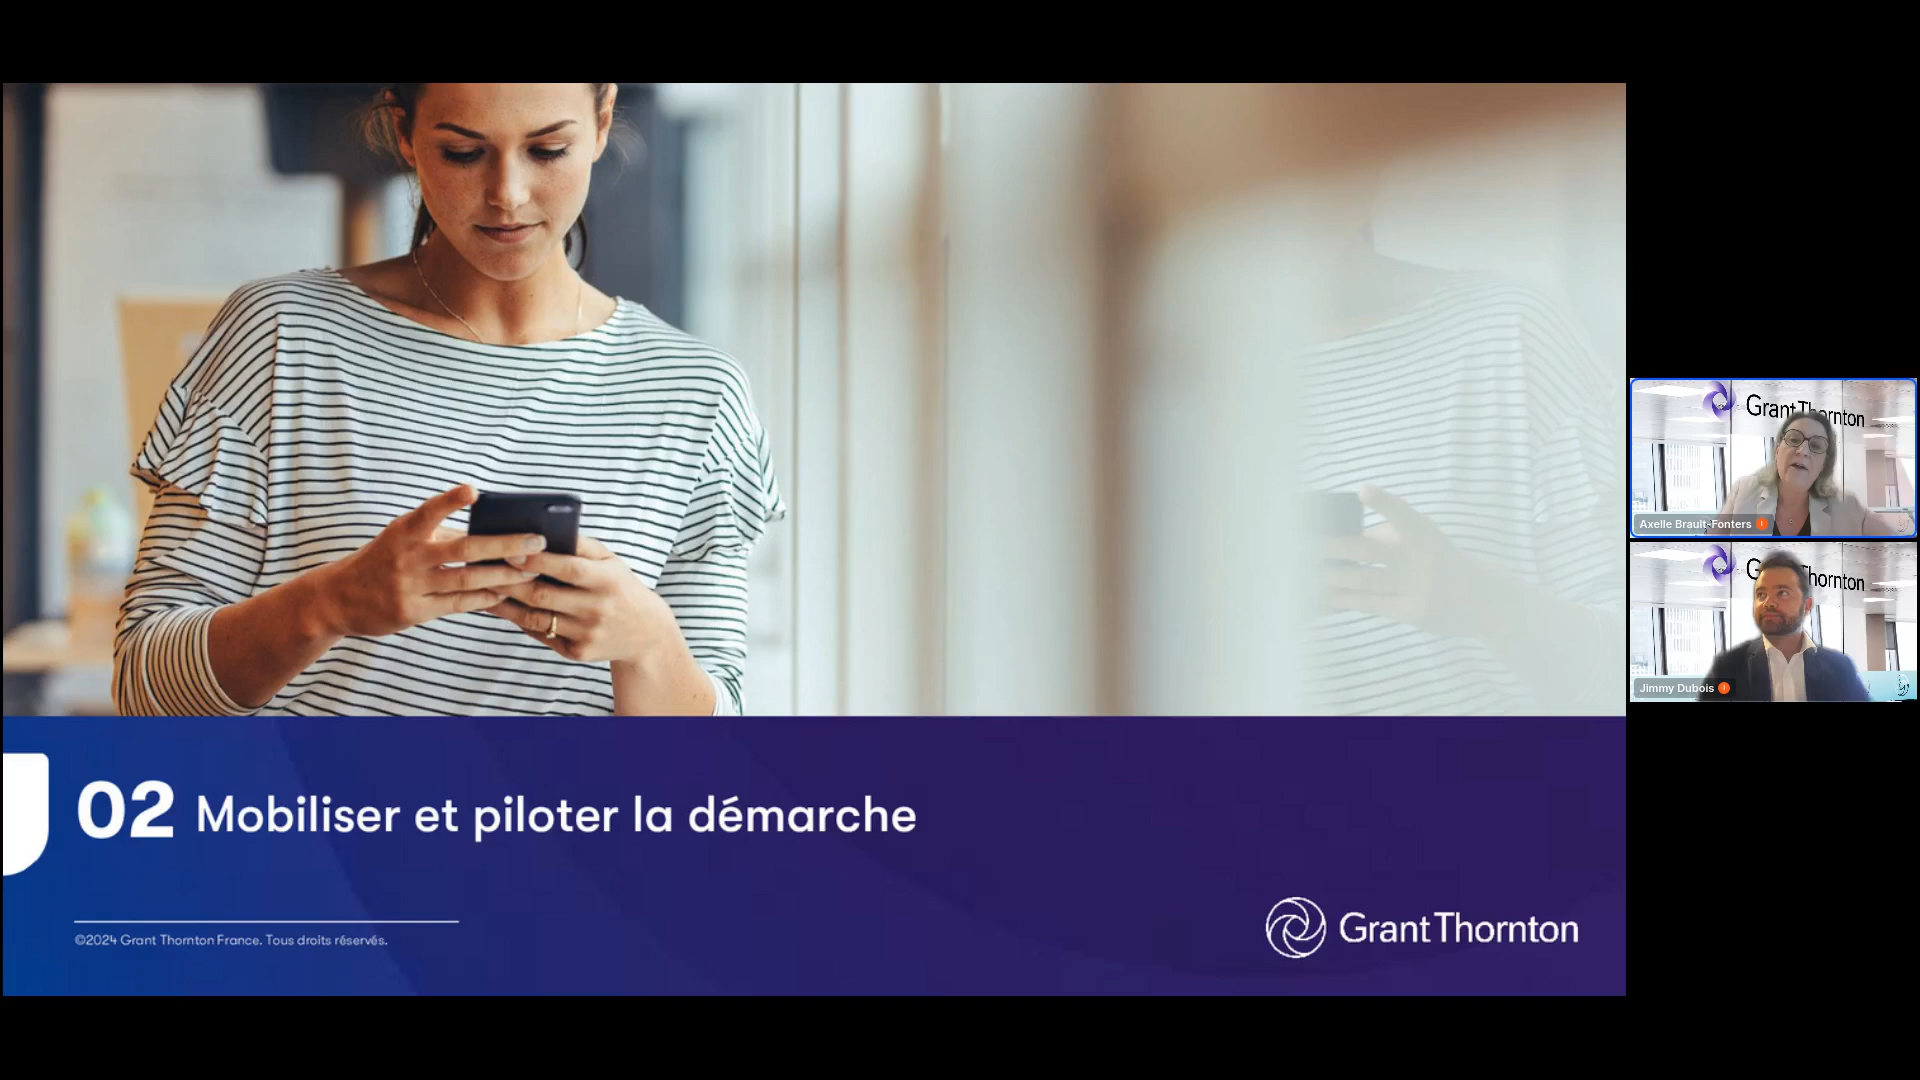 02 Mobiliser et piloter la démarche
©2024 Grant Thornton France. Tous droits réservés.
Grant Thornton
Grant Thornton
Axelle Brault-Fonters
G hornton
Jimmy Dubois